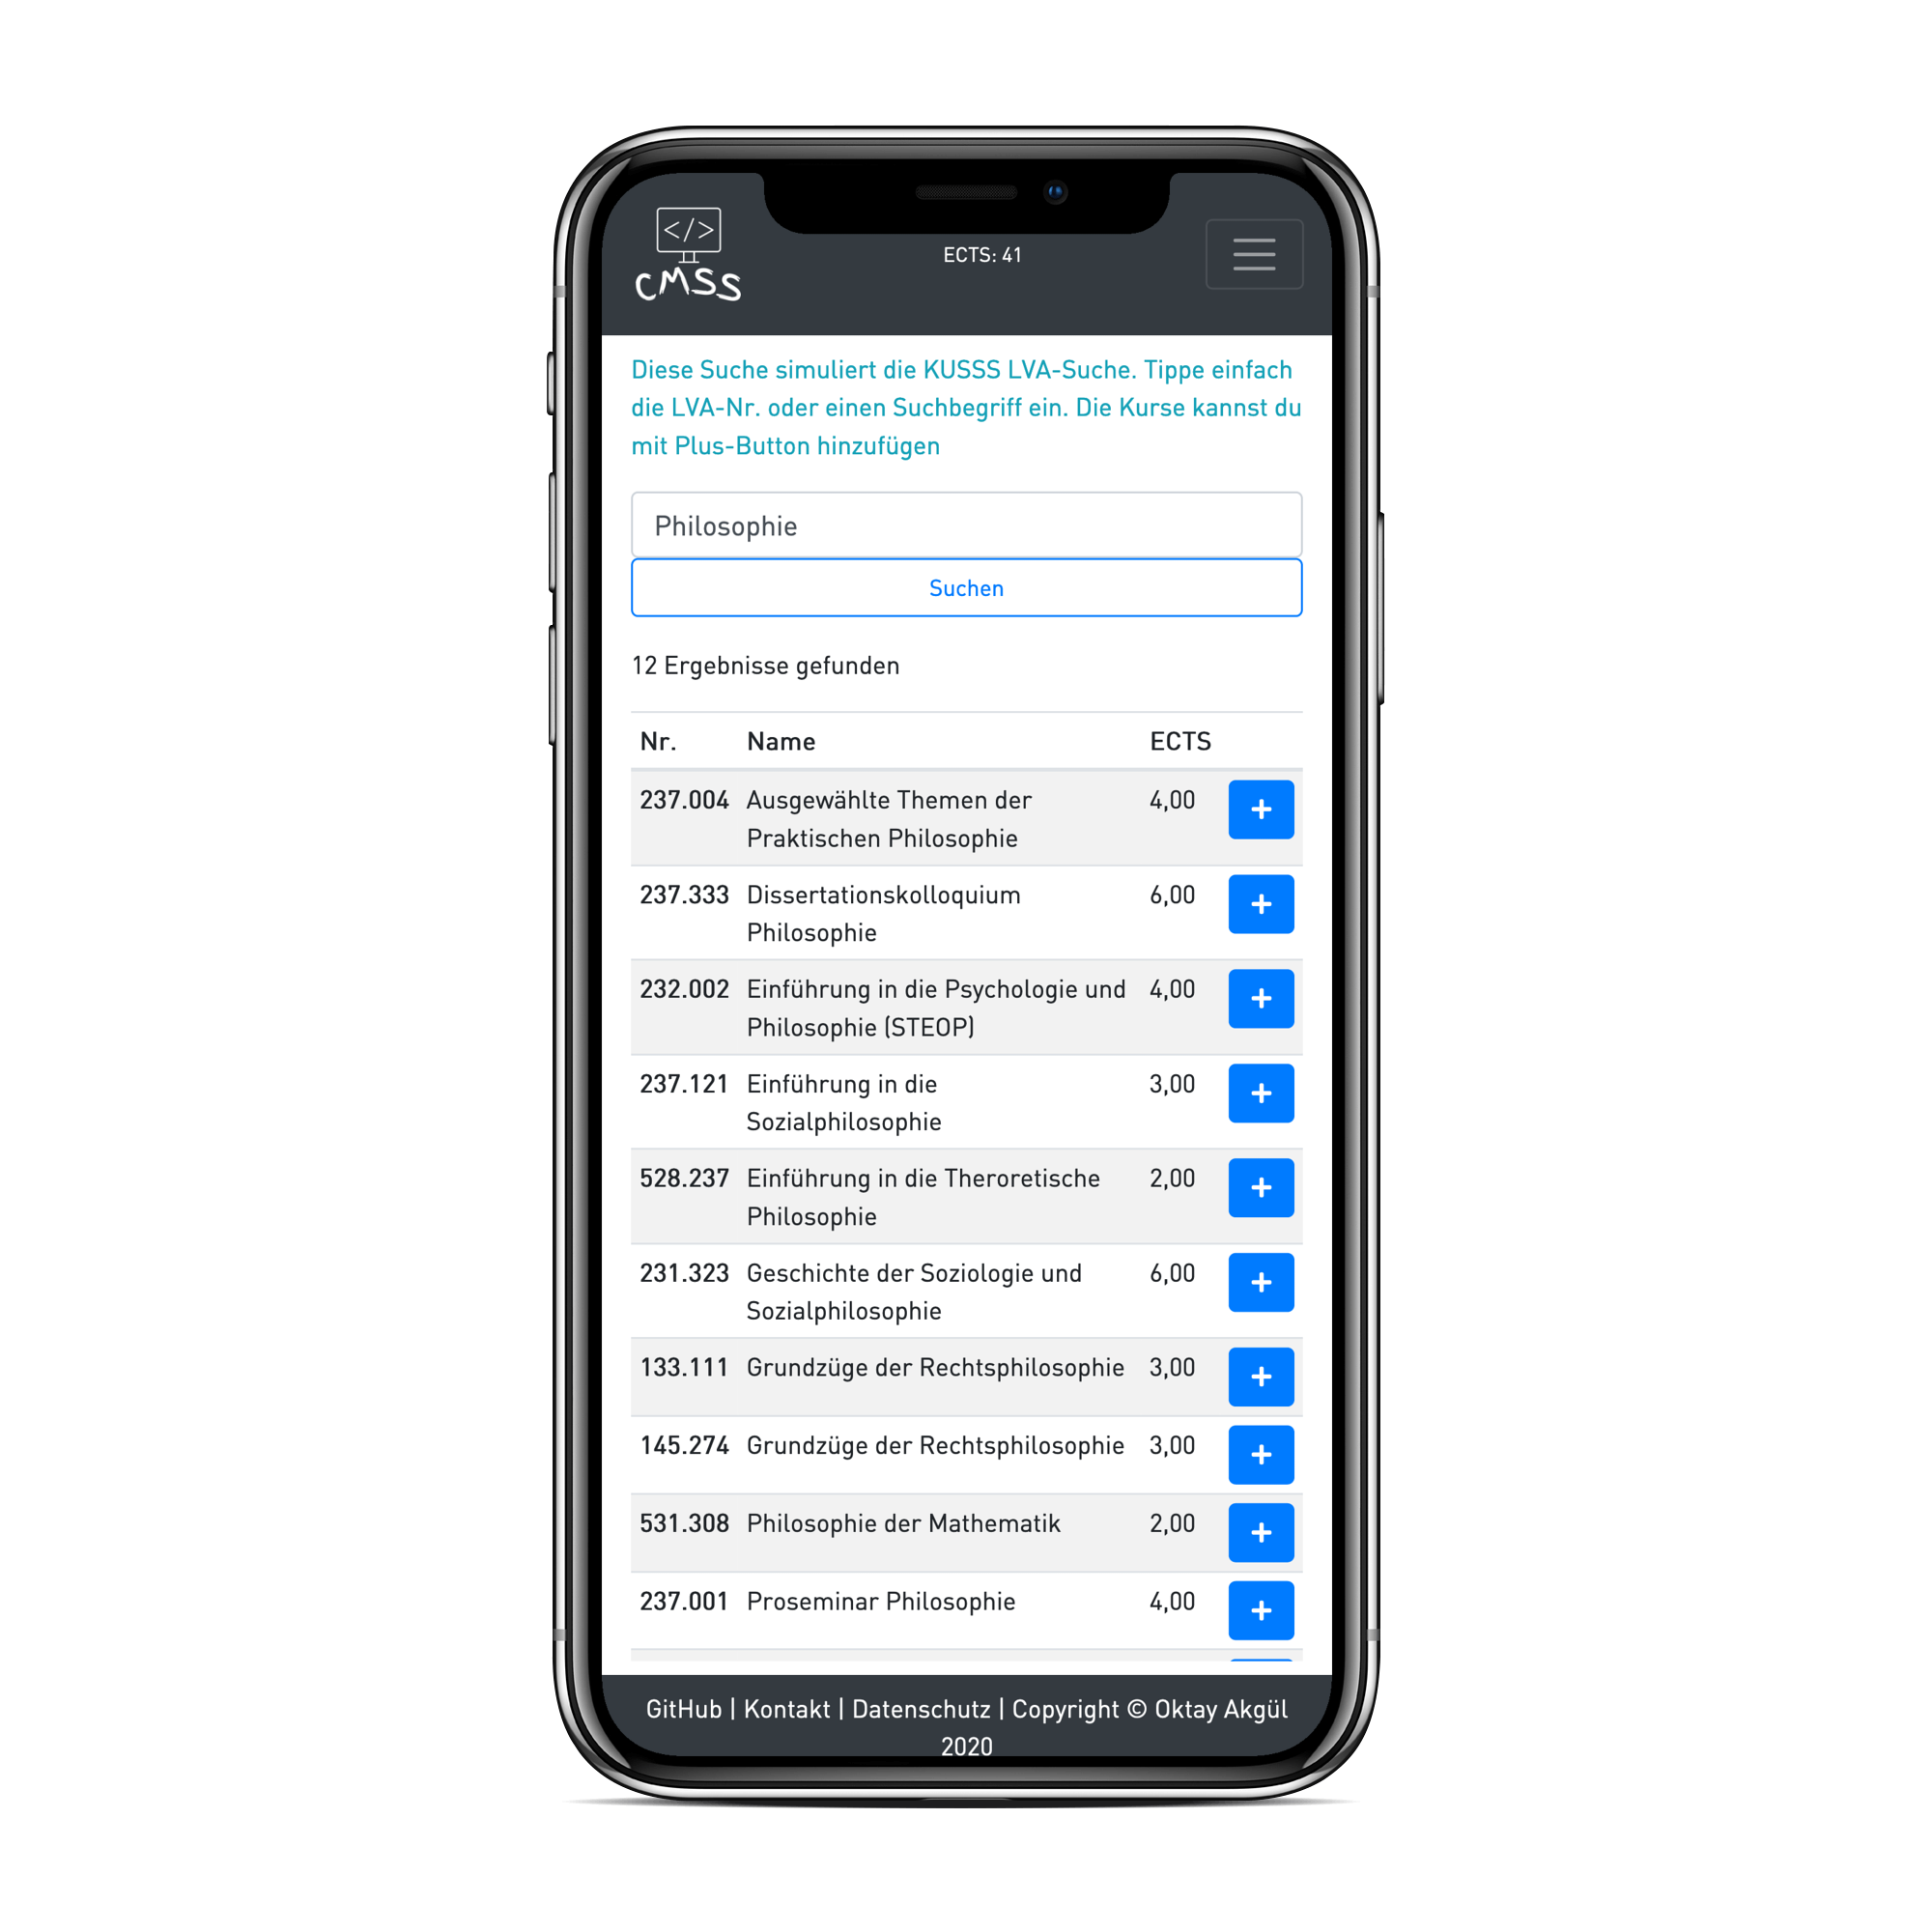 </>
CMSS
ECTS: 41
Diese Suche simuliert die KUSSS LVA-Suche. Tippe einfach
die LVA-Nr. oder einen Suchbegriff ein. Die Kurse kannst du
mit Plus-Button hinzufügen
Philosophie
Suchen
12 Ergebnisse gefunden
Nr. Name ECTS
237.004 Ausgewählte Themen der 4,00 +
Praktischen Philosophie
237.333 Dissertationskolloquium 6,00 +
Philosophie
232.002 Einführung in die Psychologie und 4,00 +
Philosophie (STEOP)
237.121 Einführung in die 3,00 +
Sozialphilosophie
528.237 Einführung in die Theroretische 2,00 +
Philosophie
231.323 Geschichte der Soziologie und 6,00 +
Sozialphilosophie
133.111 Grundzüge der Rechtsphilosophie 3,00 +
145.274 Grundzüge der Rechtsphilosophie 3,00 +
531.308 Philosophie der Mathematik 2,00 +
237.001 Proseminar Philosophie 4,00 +
GitHub | Kontakt | Datenschutz | Copyright © Oktay Akgül
2020